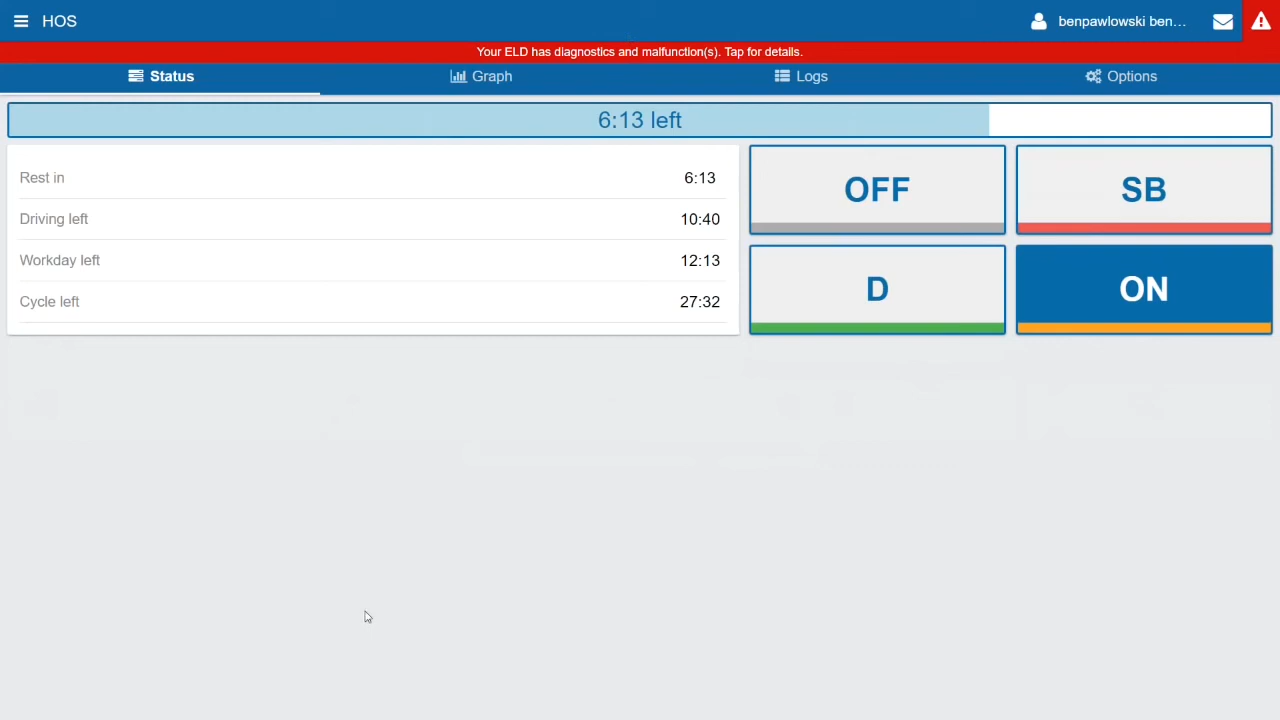 HOS
benpawlowski ben...
Your ELD has diagnostics and malfunction(s). Tap for details.
Status
Graph
Logs
Options
6:13 left
Rest in 6:13
Driving left 10:40
Workday left 12:13
Cycle left 27:32
OFF
SB
D
ON